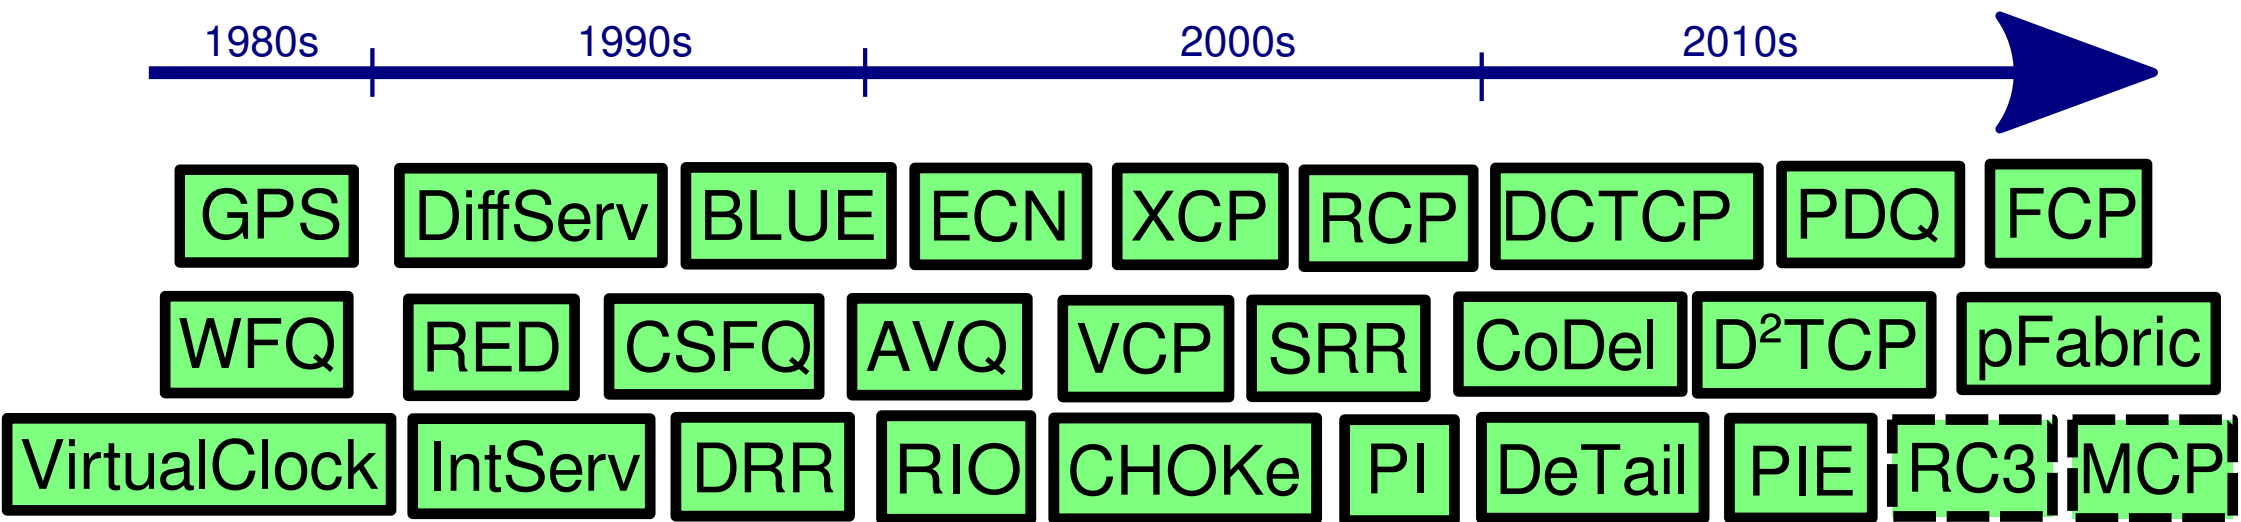 1980s 1990s 2000s 2010s
GPS DiffServ BLUE ECN XCP RCP DCTCP PDQ FCP
WFQ RED CSFQ AVQ VCP SRR CoDel D²TCP pFabric
VirtualClock IntServ DRR RIO CHOKe PI DeTail PIE RC3 MCP